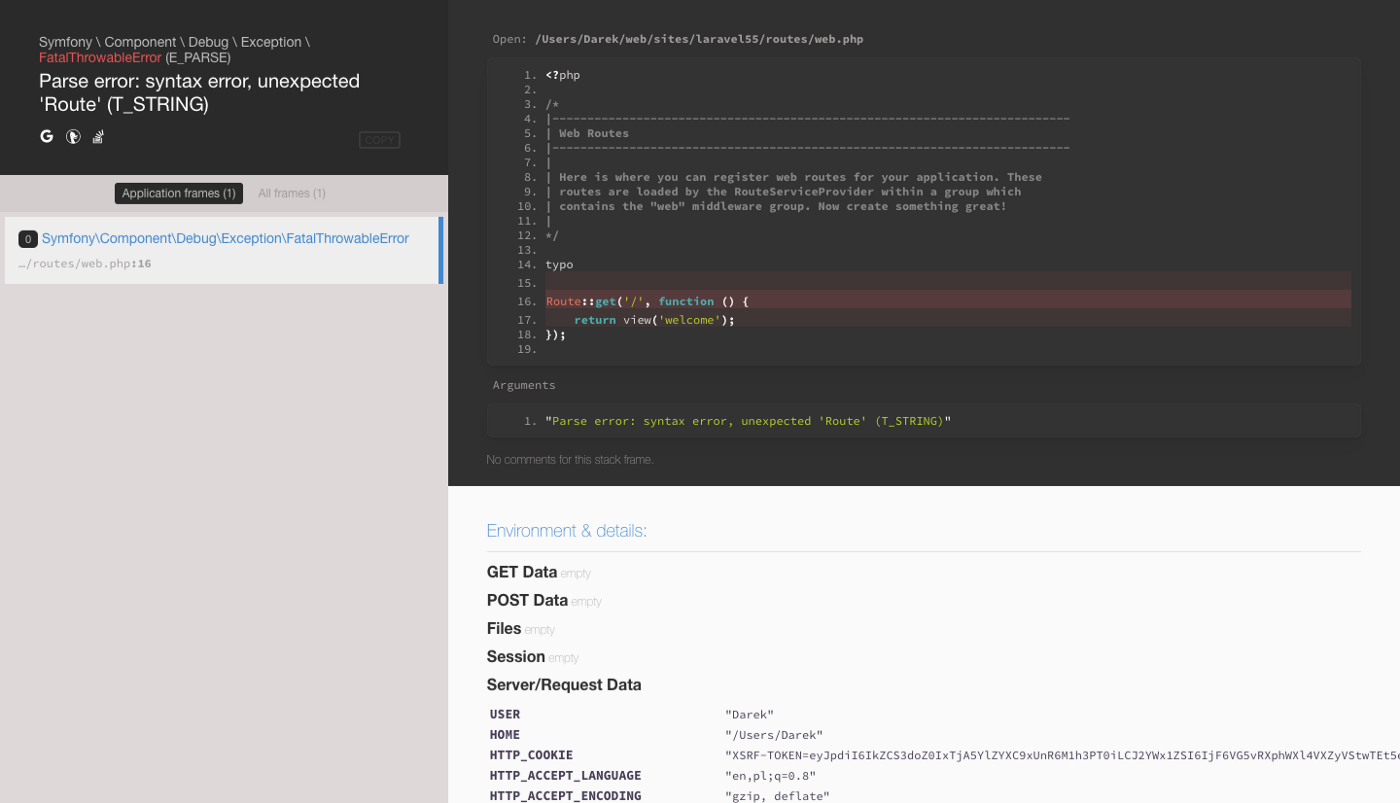 Symfony \ Component \ Debug \ Exception \
FatalThrowableError (E_PARSE)
Parse error: syntax error, unexpected
'Route' (T_STRING)
COPY
Application frames (1)
All frames (1)
0 Symfony\Component\Debug\Exception\FatalThrowableError
…/routes/web.php:16
Open: /Users/Darek/web/sites/laravel55/routes/web.php
1. <?php
2.
3. /*
4. |--------------------------------------------------------------------------
5. | Web Routes
6. |--------------------------------------------------------------------------
7. |
8. | Here is where you can register web routes for your application. These
9. | routes are loaded by the RouteServiceProvider within a group which
10. | contains the "web" middleware group. Now create something great!
11. |
12. */
13.
14. typo
15.
16. Route::get('/', function () {
17.     return view('welcome');
18. });
19.
Arguments
1. "Parse error: syntax error, unexpected 'Route' (T_STRING)"
No comments for this stack frame.
Environment & details:
GET Data empty
POST Data empty
Files empty
Session empty
Server/Request Data
USER "Darek"
HOME "/Users/Darek"
HTTP_COOKIE "XSRF-TOKEN=eyJpdiI6IkZCS3doZ0IxTjA5YlZYXC9xUnR6M1h3PT0iLCJ2YWx1ZSI6IjF6VG5vRXphWXl4VXZyVStwTEt5
HTTP_ACCEPT_LANGUAGE "en,pl;q=0.8"
HTTP_ACCEPT_ENCODING "gzip, deflate"